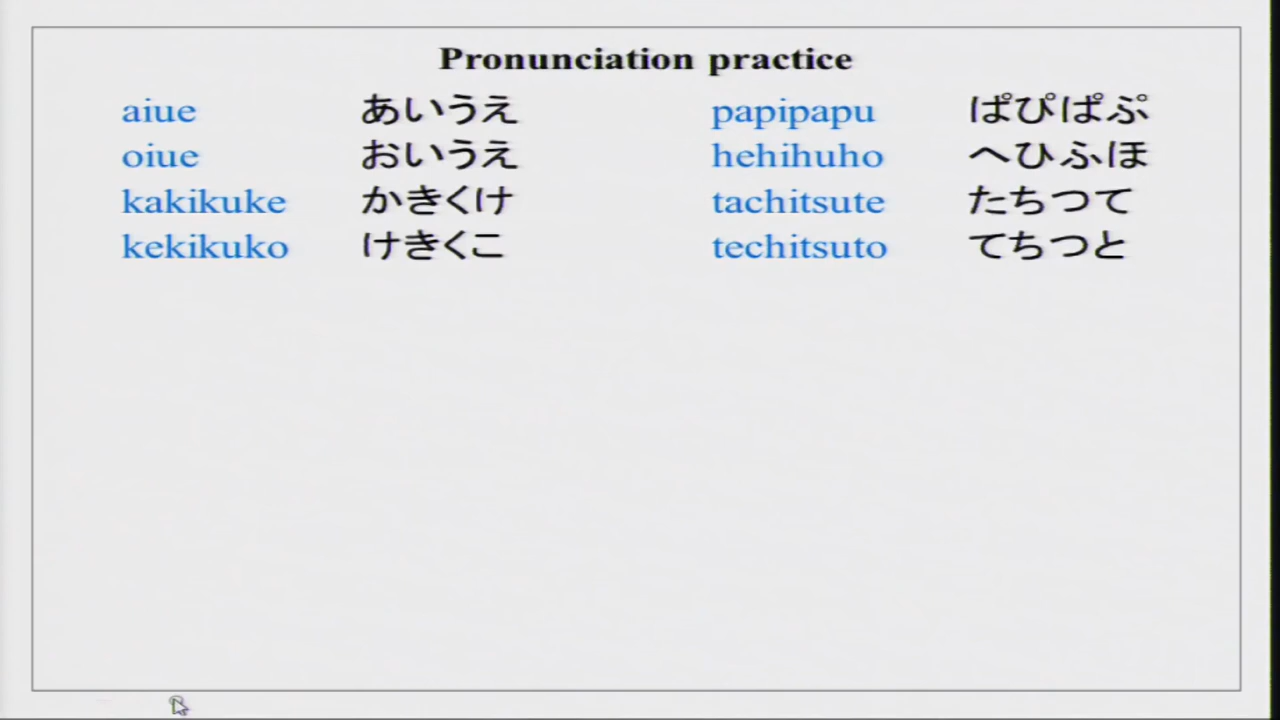 Pronunciation practice
aiue あいうえ papipapu ぱぴぱぷ
oiue おいうえ hehihuho へひふほ
kakikuke かきくけ tachitsute たちつて
kekikuko けきくこ techitsuto てちつと